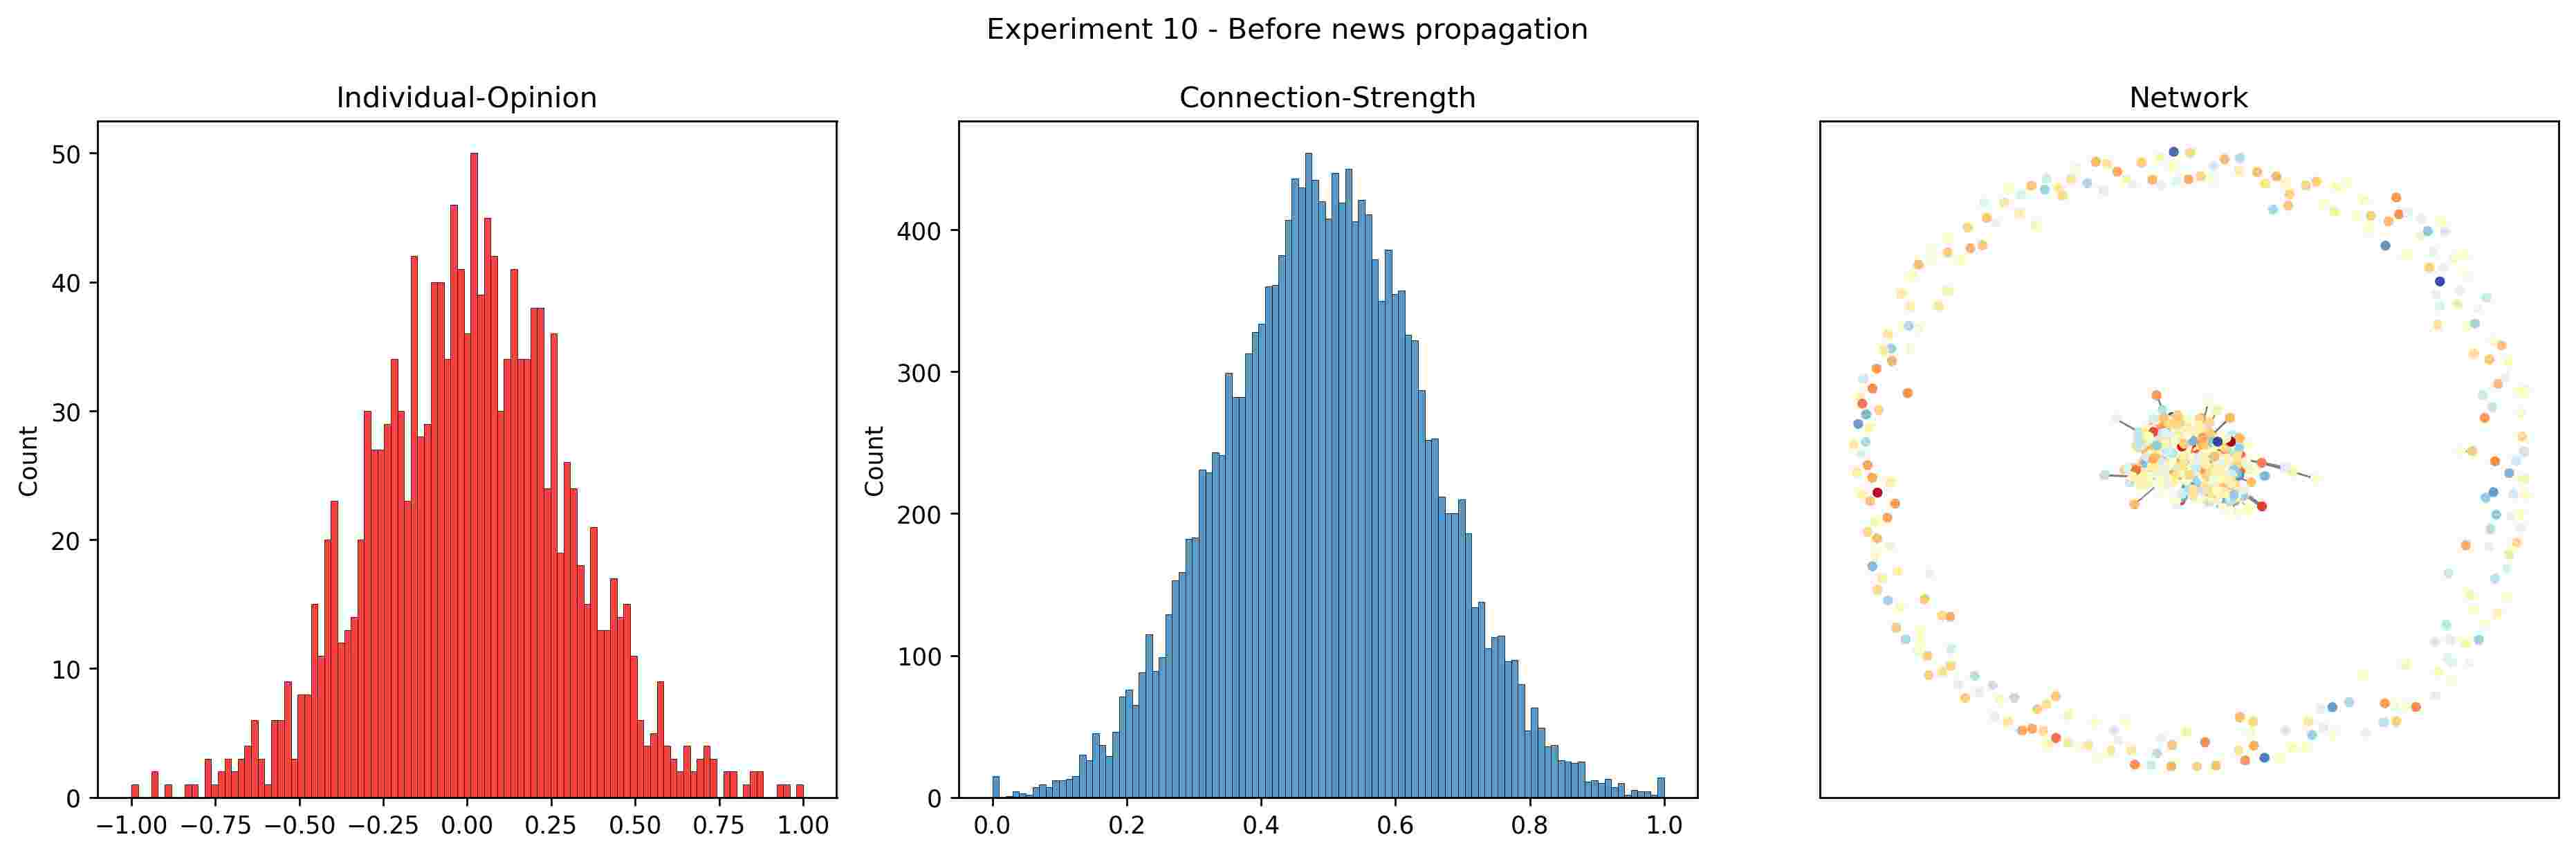 Experiment 10 - Before news propagation
Individual-Opinion
Count
50
40
30
20
10
0
−1.00 −0.75 −0.50 −0.25 0.00 0.25 0.50 0.75 1.00
Connection-Strength
Count
400
300
200
100
0
0.0 0.2 0.4 0.6 0.8 1.0
Network